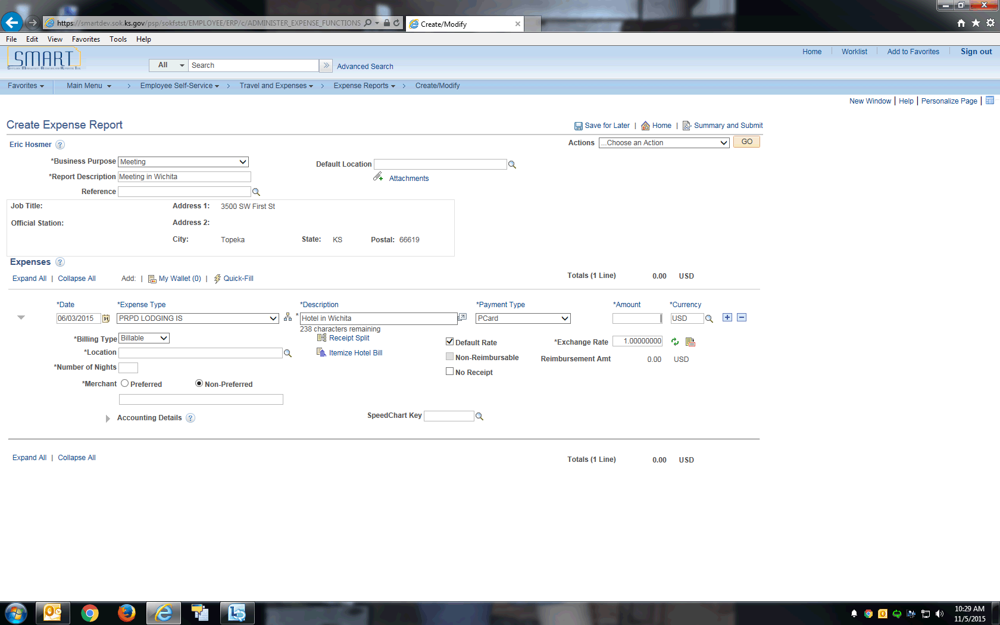 https://smartdev.sok.ks.gov/psp/sokfstst/EMPLOYEE/ERP/c/ADMINISTER_EXPENSE_FUNCTIONS
Create/Modify
File Edit View Favorites Tools Help
SMART
All Search Advanced Search
Home Worklist Add to Favorites Sign out
Favorites Main Menu > Employee Self-Service > Travel and Expenses > Expense Reports > Create/Modify
New Window | Help | Personalize Page
Create Expense Report
Save for Later | Home | Summary and Submit
Eric Hosmer ?
Actions ...Choose an Action GO
*Business Purpose Meeting
Default Location
*Report Description Meeting in Wichita
Attachments
Reference
Job Title: Address 1: 3500 SW First St
Official Station: Address 2:
City: Topeka State: KS Postal: 66619
Expenses ?
Expand All | Collapse All Add: | My Wallet (0) | Quick-Fill
Totals (1 Line) 0.00 USD
*Date *Expense Type *Description *Payment Type *Amount *Currency
06/03/2015 31 PRPD LODGING IS * Hotel in Wichita PCard USD
238 characters remaining
*Billing Type Billable Receipt Split
Default Rate *Exchange Rate 1.00000000
*Location Itemize Hotel Bill
Non-Reimbursable Reimbursement Amt 0.00 USD
*Number of Nights
No Receipt
*Merchant Preferred Non-Preferred
Accounting Details ? SpeedChart Key
Expand All | Collapse All Totals (1 Line) 0.00 USD
10:29 AM
11/5/2015